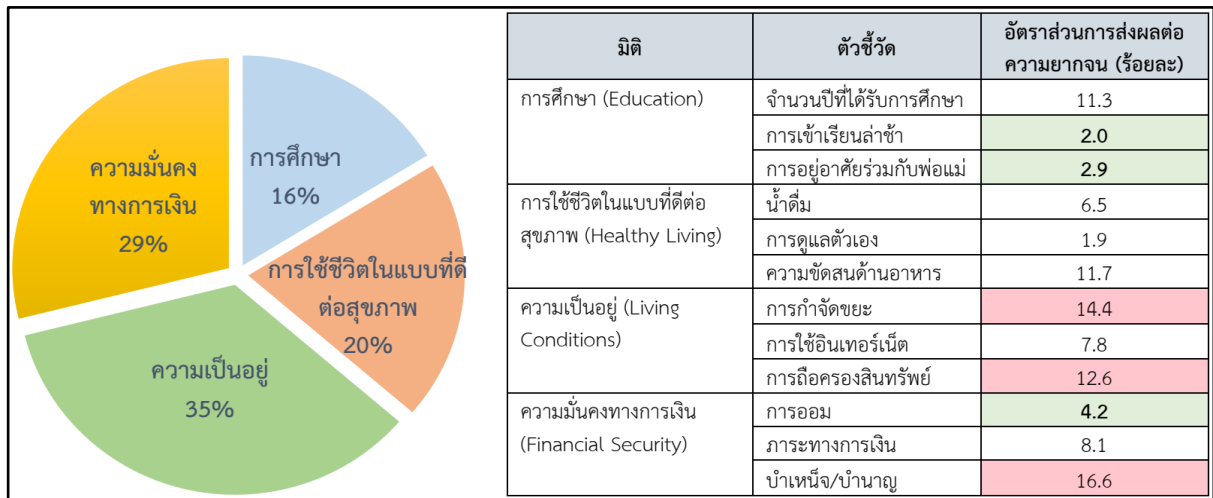 ความมั่นคง
ทางการเงิน
29%
การศึกษา
16%
การใช้ชีวิตในแบบที่ดี
ต่อสุขภาพ
20%
ความเป็นอยู่
35%
มิติ ตัวชี้วัด อัตราส่วนการส่งผลต่อ
ความยากจน (ร้อยละ)
การศึกษา (Education) จำนวนปีที่ได้รับการศึกษา 11.3
การเข้าเรียนล่าช้า 2.0
การอยู่อาศัยร่วมกับพ่อแม่ 2.9
การใช้ชีวิตในแบบที่ดีต่อ น้ำดื่ม 6.5
สุขภาพ (Healthy Living) การดูแลตัวเอง 1.9
ความขัดสนด้านอาหาร 11.7
ความเป็นอยู่ (Living การกำจัดขยะ 14.4
Conditions) การใช้อินเทอร์เน็ต 7.8
การถือครองสินทรัพย์ 12.6
ความมั่นคงทางการเงิน การออม 4.2
(Financial Security) ภาระทางการเงิน 8.1
บำเหน็จ/บำนาญ 16.6